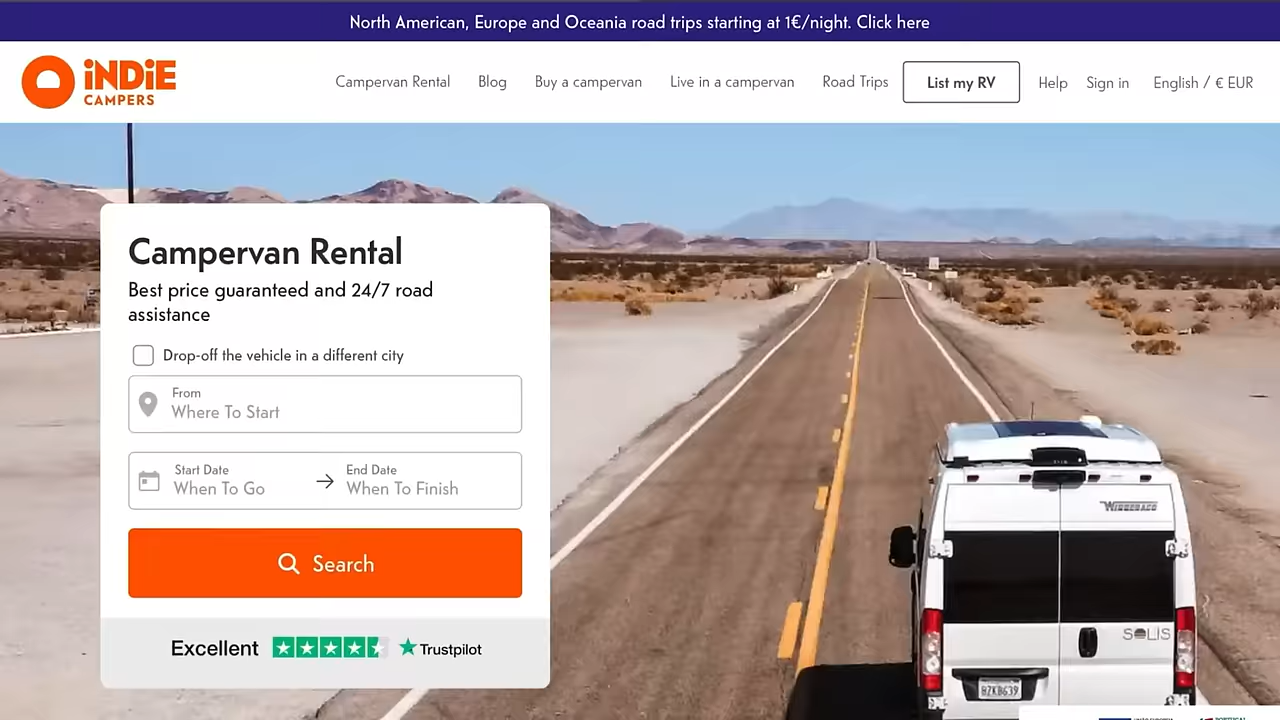 North American, Europe and Oceania road trips starting at 1€/night. Click here
iNDiE
CAMPERS
Campervan Rental
Blog
Buy a campervan
Live in a campervan
Road Trips
List my RV
Help
Sign in
English / € EUR
Campervan Rental
Best price guaranteed and 24/7 road
assistance
Drop-off the vehicle in a different city
From
Where To Start
Start Date
When To Go
End Date
When To Finish
Search
Excellent
Trustpilot
WINNEBAGO
SOLIS